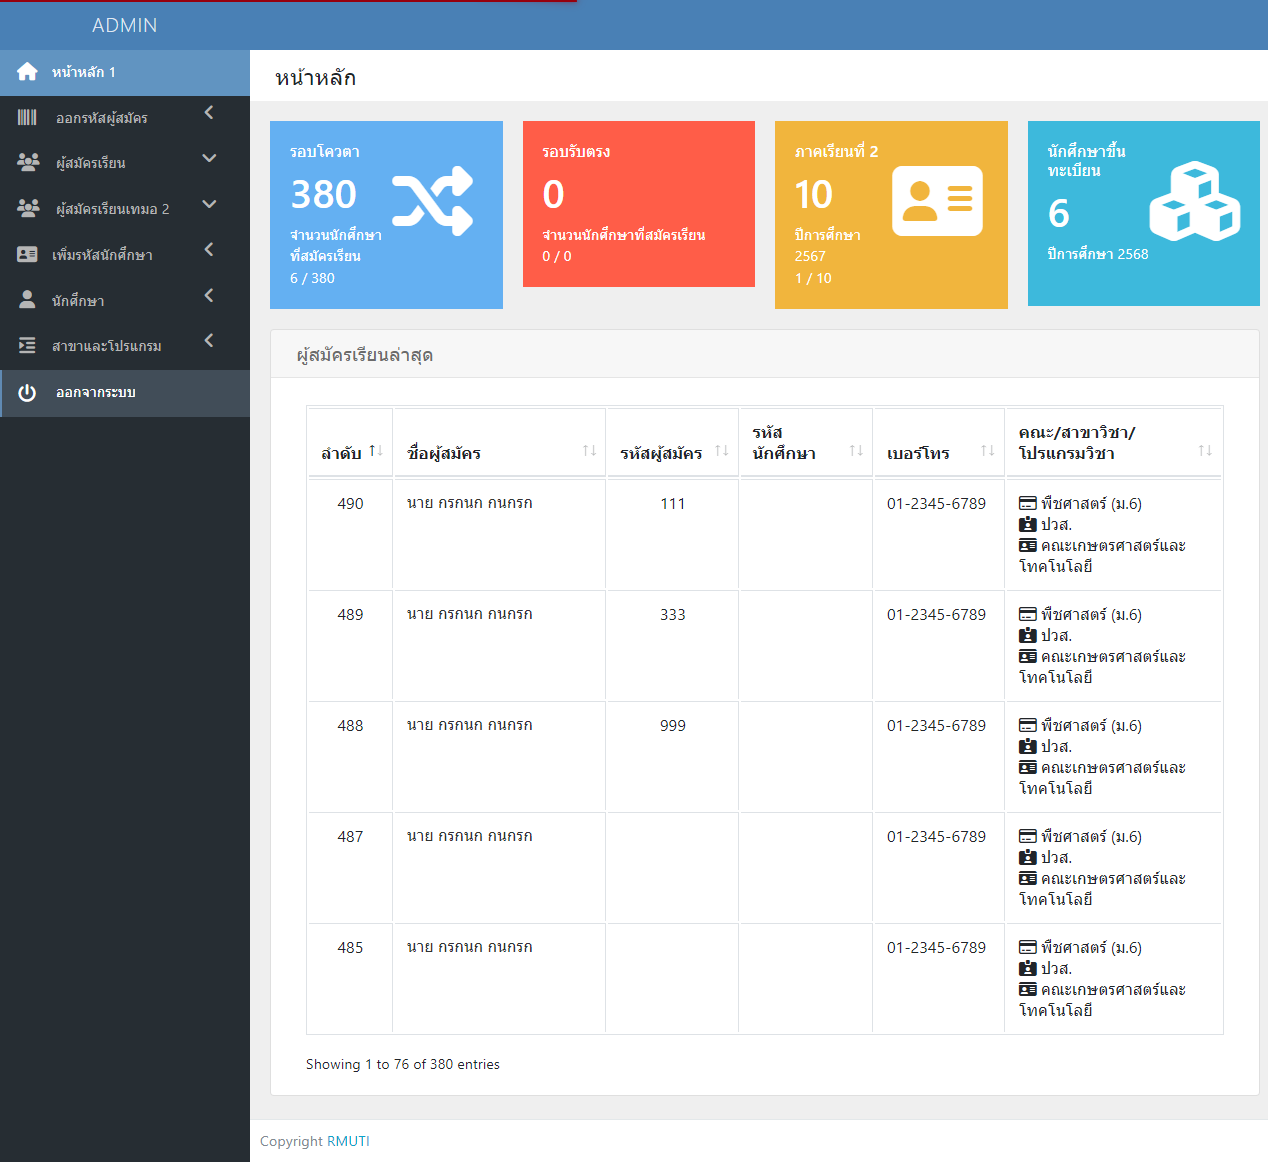 ADMIN
หน้าหลัก 1
ออกรหัสผู้สมัคร
ผู้สมัครเรียน
ผู้สมัครเรียนเทมอ 2
เพิ่มรหัสนักศึกษา
นักศึกษา
สาขาและโปรแกรม
ออกจากระบบ
หน้าหลัก
รอบโควตา
380
จำนวนนักศึกษา
ที่สมัครเรียน
6 / 380
รอบรับตรง
0
จำนวนนักศึกษาที่สมัครเรียน
0 / 0
ภาคเรียนที่ 2
10
ปีการศึกษา
2567
1 / 10
นักศึกษาขึ้น
ทะเบียน
6
ปีการศึกษา 2568
ผู้สมัครเรียนล่าสุด
ลำดับ ชื่อผู้สมัคร รหัสผู้สมัคร รหัส
นักศึกษา เบอร์โทร คณะ/สาขาวิชา/
โปรแกรมวิชา
490 นาย กรกนก กนกรก 111 01-2345-6789 พืชศาสตร์ (ม.6)
ปวส.
คณะเกษตรศาสตร์และ
โทคโนโลยี
489 นาย กรกนก กนกรก 333 01-2345-6789 พืชศาสตร์ (ม.6)
ปวส.
คณะเกษตรศาสตร์และ
โทคโนโลยี
488 นาย กรกนก กนกรก 999 01-2345-6789 พืชศาสตร์ (ม.6)
ปวส.
คณะเกษตรศาสตร์และ
โทคโนโลยี
487 นาย กรกนก กนกรก 01-2345-6789 พืชศาสตร์ (ม.6)
ปวส.
คณะเกษตรศาสตร์และ
โทคโนโลยี
485 นาย กรกนก กนกรก 01-2345-6789 พืชศาสตร์ (ม.6)
ปวส.
คณะเกษตรศาสตร์และ
โทคโนโลยี
Showing 1 to 76 of 380 entries
Copyright RMUTI